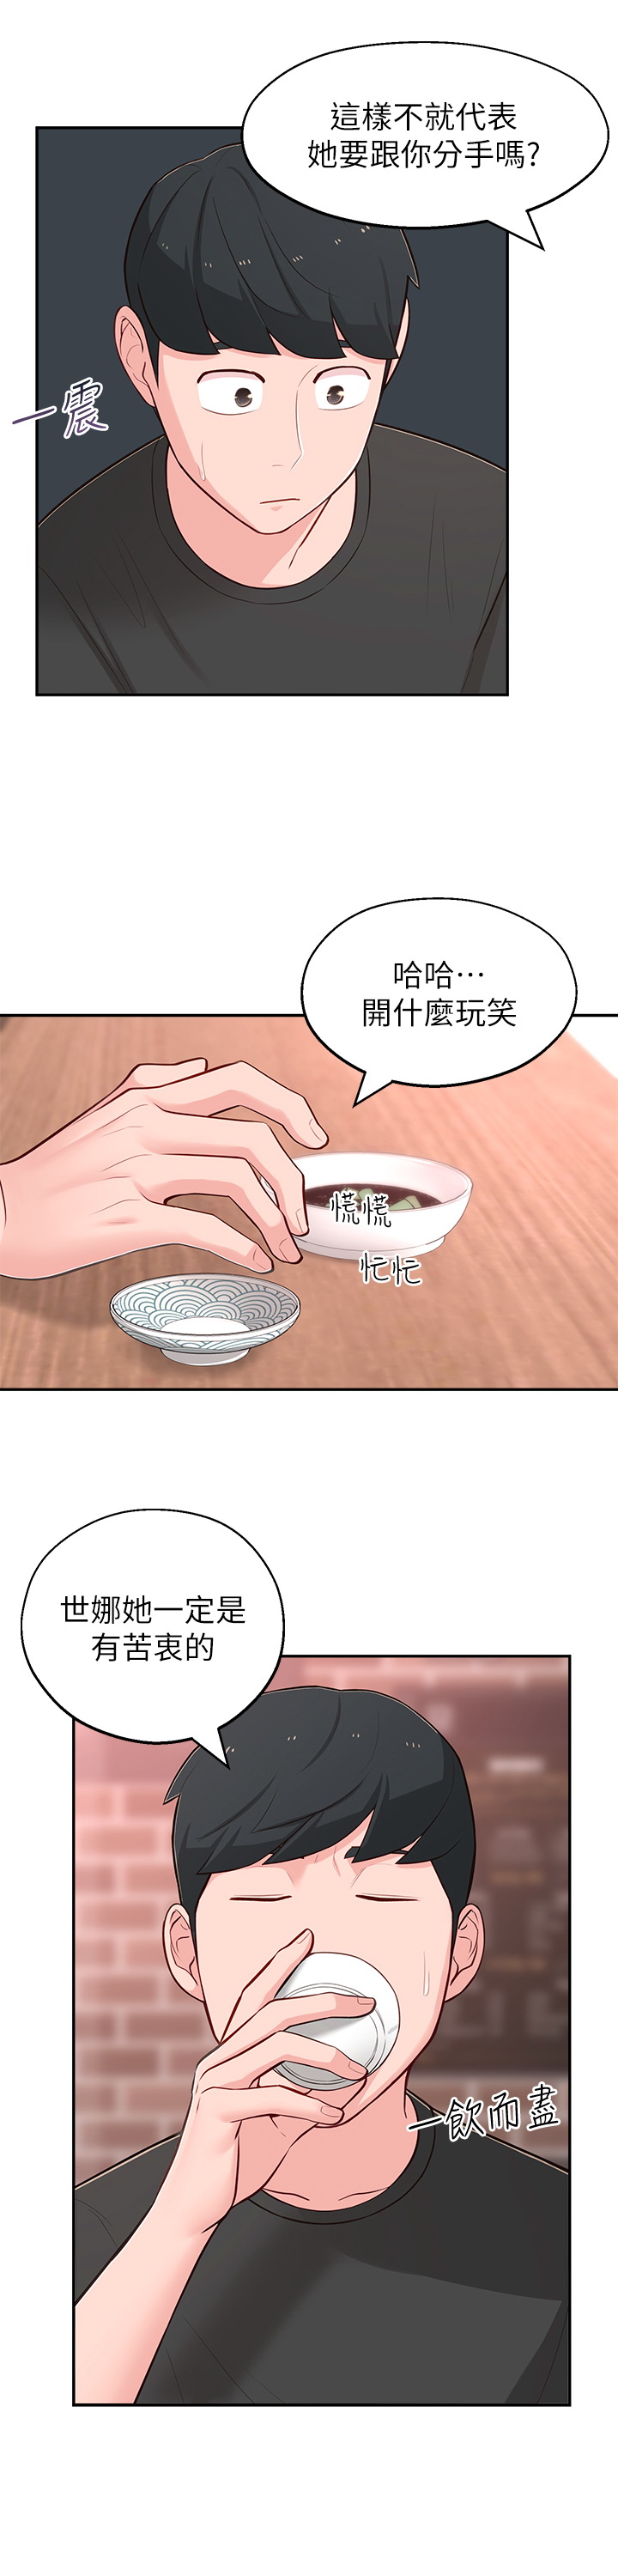 這樣不就代表
她要跟你分手嗎?
一震
哈哈…
開什麼玩笑
慌慌
忙忙
世娜她一定是
有苦衷的
一飲而盡